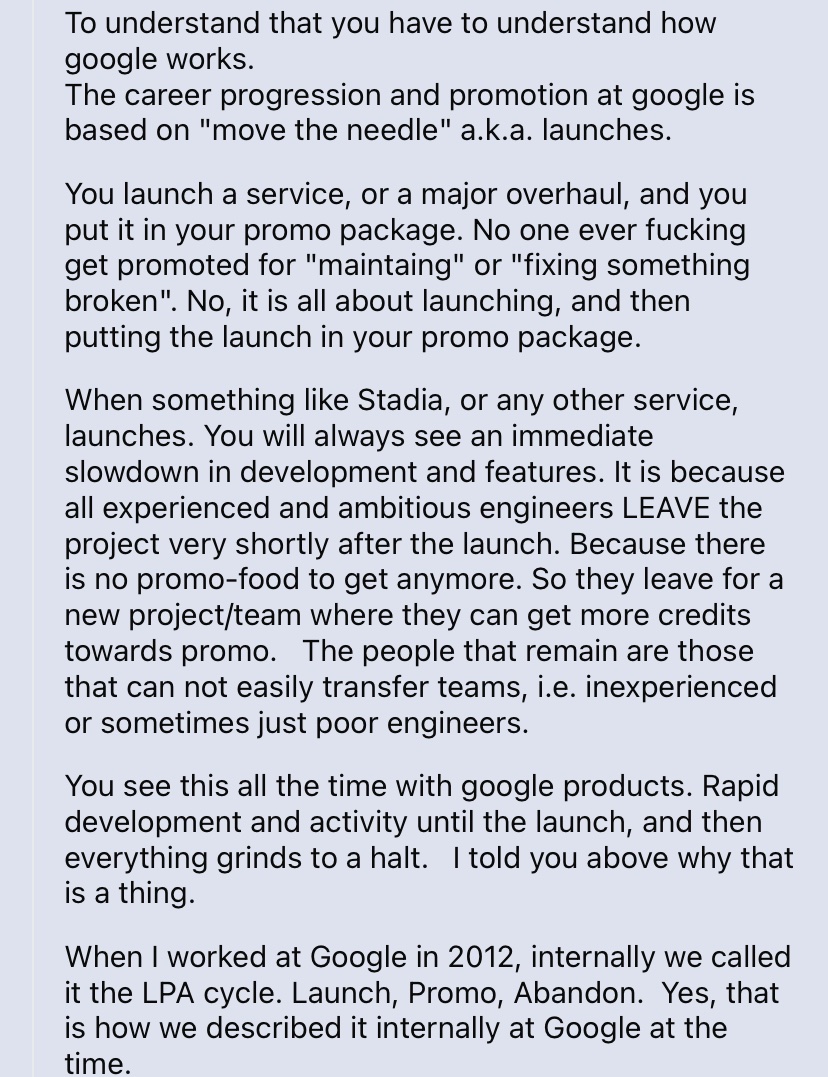 To understand that you have to understand how
google works.
The career progression and promotion at google is
based on "move the needle" a.k.a. launches.
You launch a service, or a major overhaul, and you
put it in your promo package. No one ever fucking
get promoted for "maintaing" or "fixing something
broken". No, it is all about launching, and then
putting the launch in your promo package.
When something like Stadia, or any other service,
launches. You will always see an immediate
slowdown in development and features. It is because
all experienced and ambitious engineers LEAVE the
project very shortly after the launch. Because there
is no promo-food to get anymore. So they leave for a
new project/team where they can get more credits
towards promo.   The people that remain are those
that can not easily transfer teams, i.e. inexperienced
or sometimes just poor engineers.
You see this all the time with google products. Rapid
development and activity until the launch, and then
everything grinds to a halt.   I told you above why that
is a thing.
When I worked at Google in 2012, internally we called
it the LPA cycle. Launch, Promo, Abandon.  Yes, that
is how we described it internally at Google at the
time.